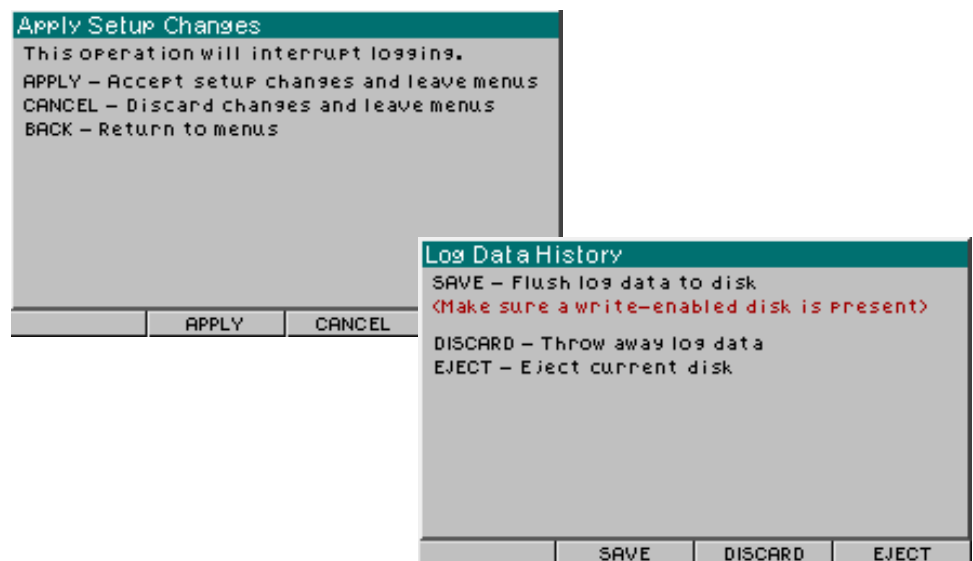 Apply Setup Changes
This operation will interrupt logging.
APPLY – Accept setup changes and leave menus
CANCEL – Discard changes and leave menus
BACK – Return to menus
APPLY CANCEL
Log Data History
SAVE – Flush log data to disk
(Make sure a write-enabled disk is present)
DISCARD – Throw away log data
EJECT – Eject current disk
SAVE DISCARD EJECT